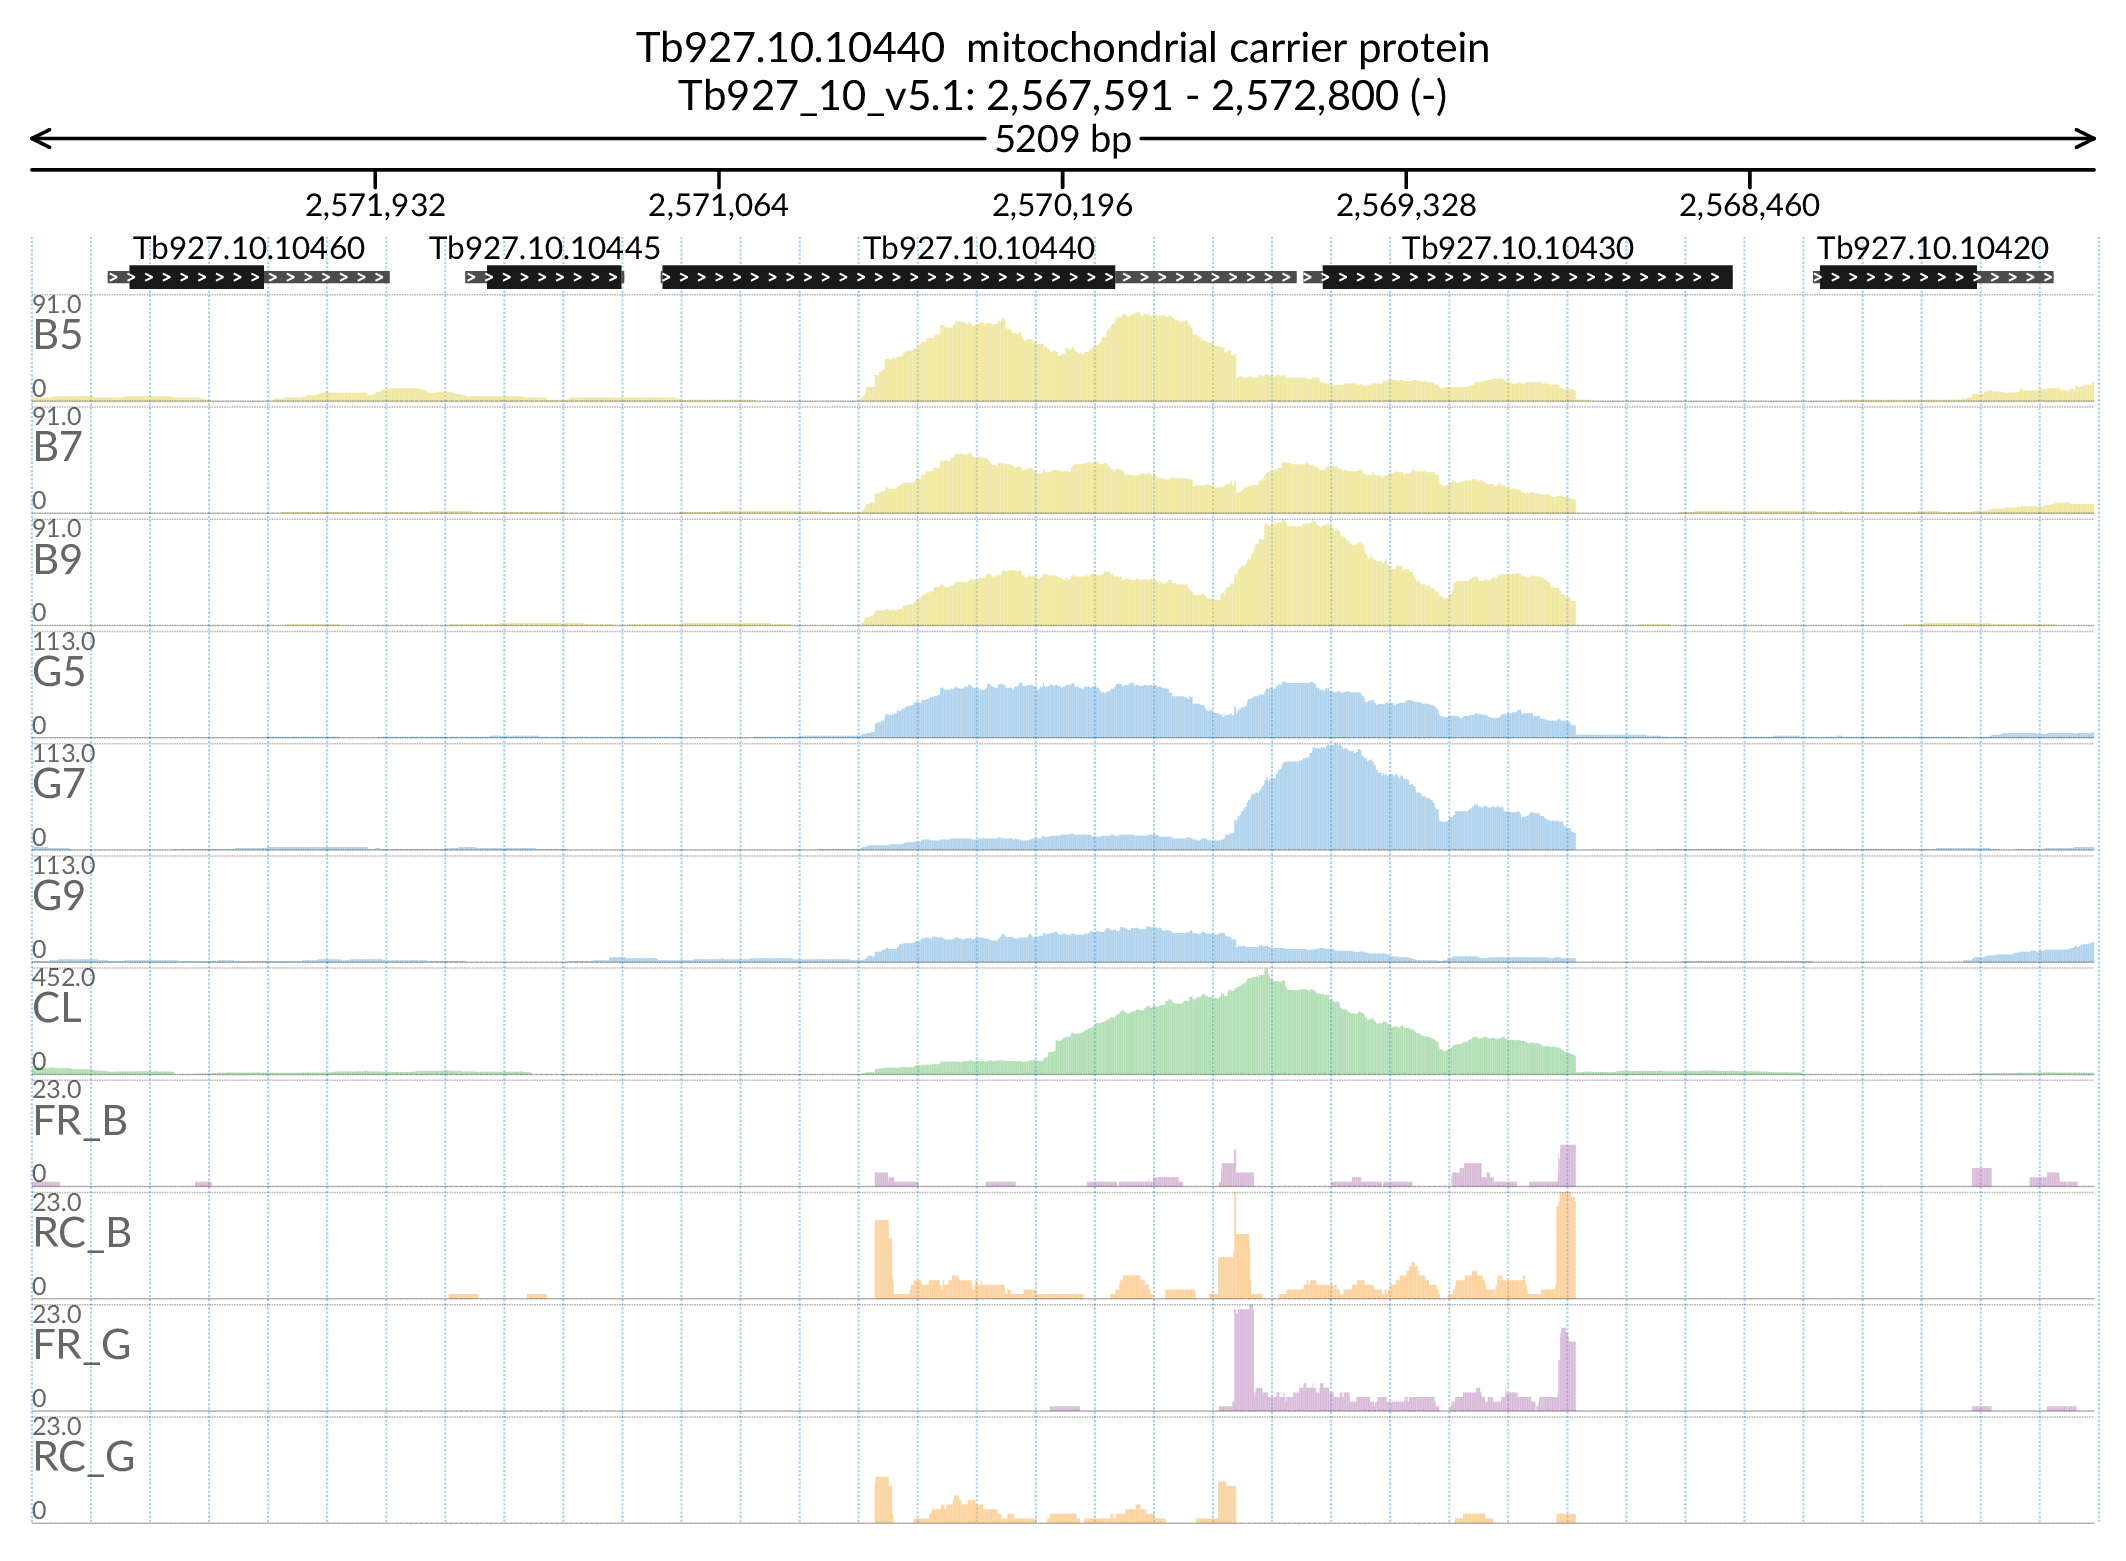 Tb927.10.10440  mitochondrial carrier protein
Tb927_10_v5.1: 2,567,591 - 2,572,800 (-)
5209 bp
2,571,932 2,571,064 2,570,196 2,569,328 2,568,460
Tb927.10.10460 Tb927.10.10445 Tb927.10.10440 Tb927.10.10430 Tb927.10.10420
91.0
B5
0
91.0
B7
0
91.0
B9
0
113.0
G5
0
113.0
G7
0
113.0
G9
0
452.0
CL
0
23.0
FR_B
0
23.0
RC_B
0
23.0
FR_G
0
23.0
RC_G
0